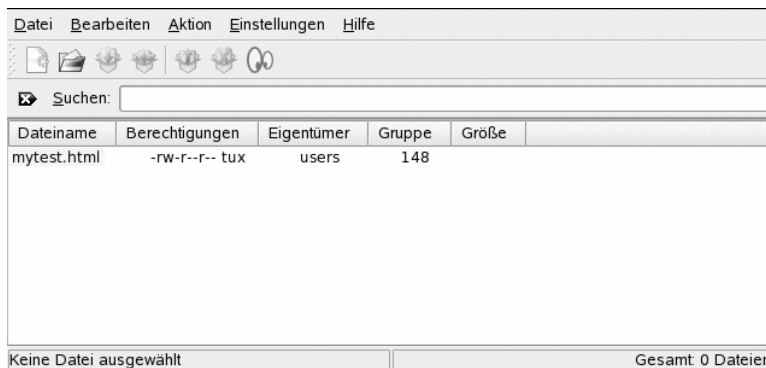 Datei Bearbeiten Aktion Einstellungen Hilfe
Suchen:
Dateiname Berechtigungen Eigentümer Gruppe Größe
mytest.html -rw-r--r-- tux users 148
Keine Datei ausgewählt Gesamt: 0 Dateien